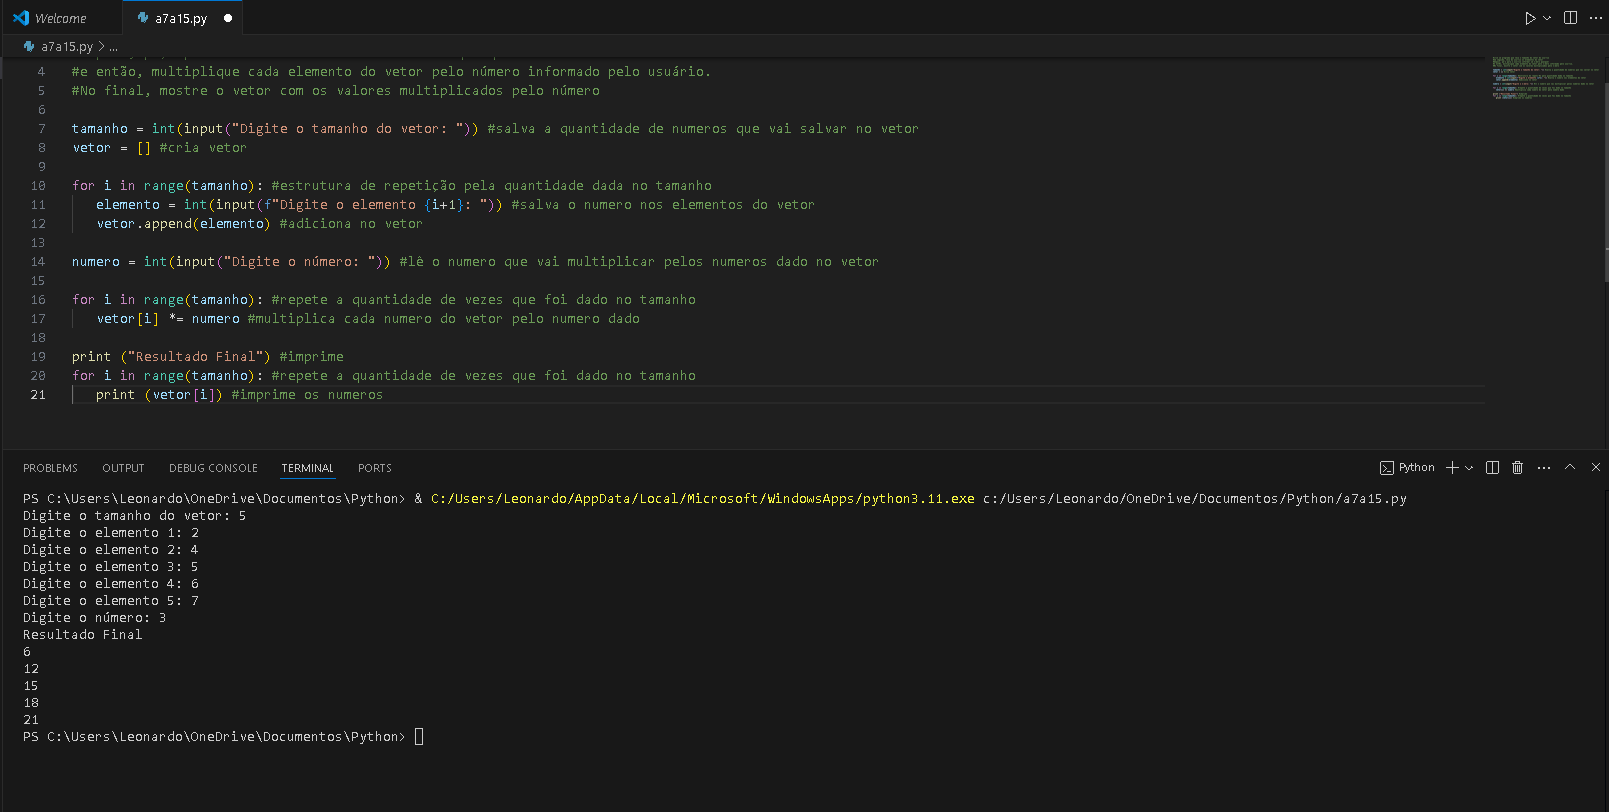 Welcome
a7a15.py
a7a15.py > ...
4 #e então, multiplique cada elemento do vetor pelo número informado pelo usuário.
5 #No final, mostre o vetor com os valores multiplicados pelo número
6
7 tamanho = int(input("Digite o tamanho do vetor: ")) #salva a quantidade de numeros que vai salvar no vetor
8 vetor = [] #cria vetor
9
10 for i in range(tamanho): #estrutura de repetição pela quantidade dada no tamanho
11 elemento = int(input(f"Digite o elemento {i+1}: ")) #salva o numero nos elementos do vetor
12 vetor.append(elemento) #adiciona no vetor
13
14 numero = int(input("Digite o número: ")) #lê o numero que vai multiplicar pelos numeros dado no vetor
15
16 for i in range(tamanho): #repete a quantidade de vezes que foi dado no tamanho
17 vetor[i] *= numero #multiplica cada numero do vetor pelo numero dado
18
19 print ("Resultado Final") #imprime
20 for i in range(tamanho): #repete a quantidade de vezes que foi dado no tamanho
21 print (vetor[i]) #imprime os numeros
PROBLEMS OUTPUT DEBUG CONSOLE TERMINAL PORTS Python
PS C:\Users\Leonardo\OneDrive\Documentos\Python> & C:/Users/Leonardo/AppData/Local/Microsoft/WindowsApps/python3.11.exe c:/Users/Leonardo/OneDrive/Documentos/Python/a7a15.py
Digite o tamanho do vetor: 5
Digite o elemento 1: 2
Digite o elemento 2: 4
Digite o elemento 3: 5
Digite o elemento 4: 6
Digite o elemento 5: 7
Digite o número: 3
Resultado Final
6
12
15
18
21
PS C:\Users\Leonardo\OneDrive\Documentos\Python>